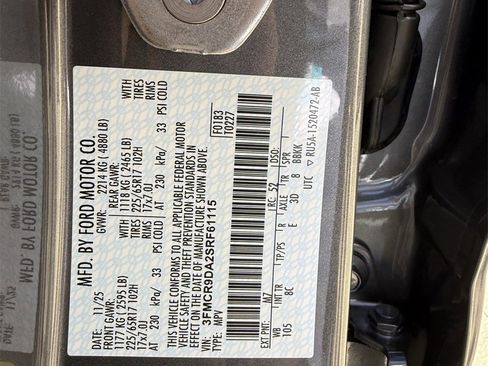 MFD. BY FORD MOTOR CO.
11/25 GVWR: 2214 KG ( 4880 LB)
FRONT GAWR: REAR GAWR:
1177 KG ( 2595 LB) 1118 KG ( 2465 LB) WITH
225/65R17 102H 225/65R17 102H TIRES
17x7.0J 17x7.0J RIMS
AT 230 kPa/ 33 PSI COLD AT 230 kPa/ 33 PSI COLD
WITH
TIRES
RIMS
THIS VEHICLE CONFORMS TO ALL APPLICABLE FEDERAL MOTOR
VEHICLE SAFETY AND THEFT PREVENTION STANDARDS IN
EFFECT ON THE DATE OF MANUFACTURE SHOWN ABOVE.
VIN: 3FMCR9DA2SRF61115
TYPE: MPV
F0183
T0227
EXT PNT: MZ RC: 52 DSO:
WB INT TR TP/PS R AXLE TR SPR
105 8C E 30 8 BBKK
UTC RU5A-1520472-AB